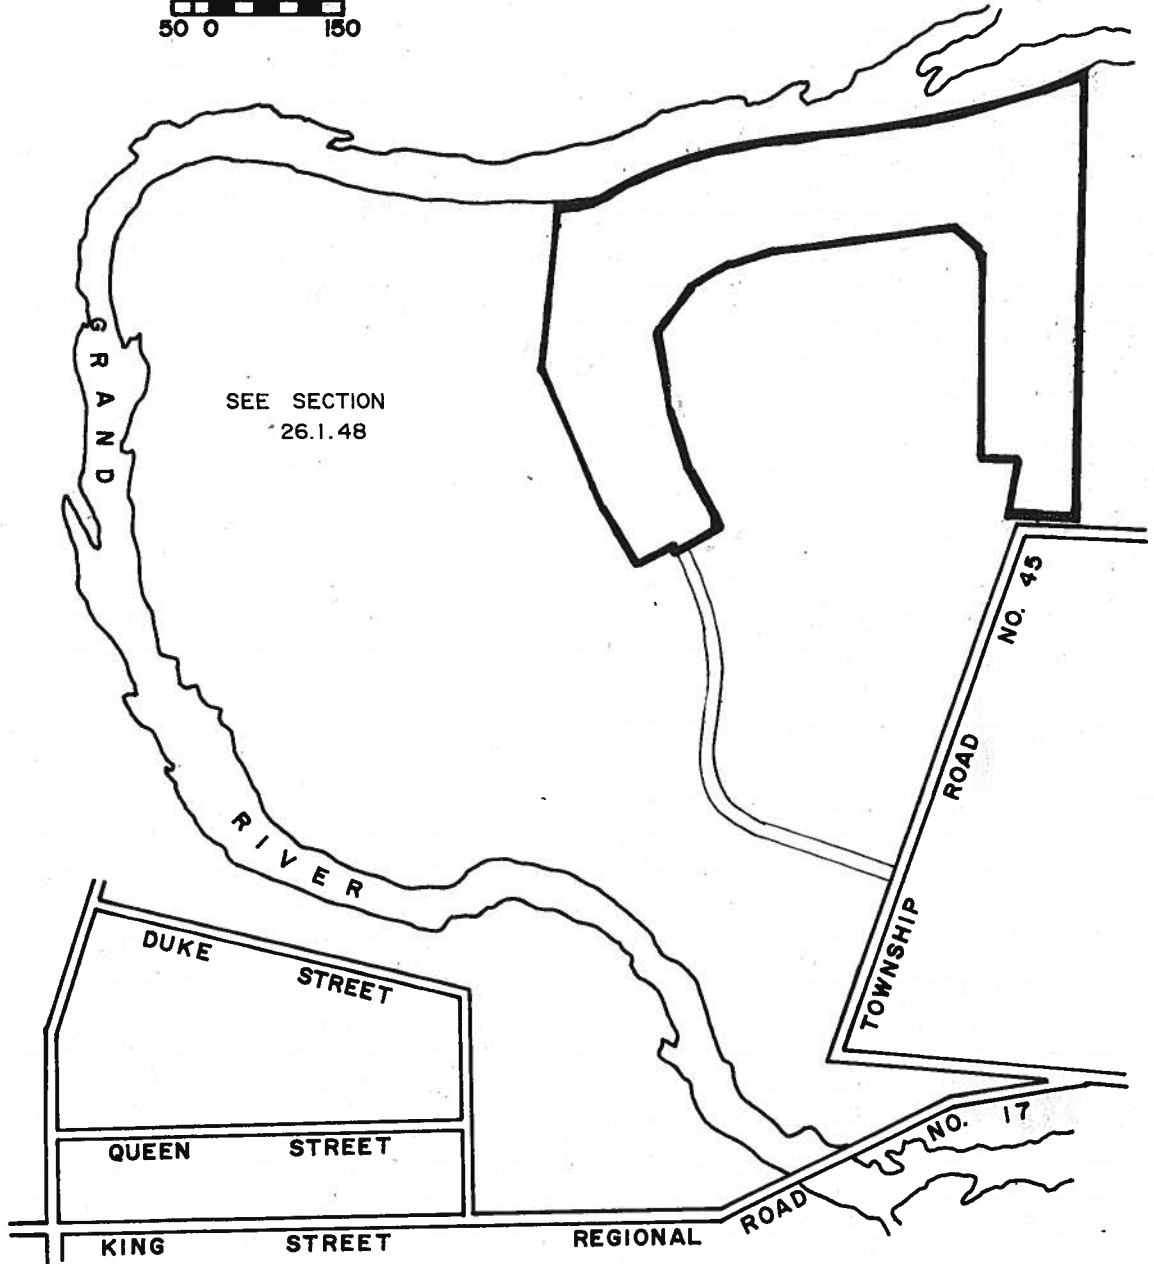 50 0 150
GRAND
SEE SECTION
26.1.48
NO. 45
ROAD
TOWNSHIP
RIVER
DUKE STREET
QUEEN STREET
NO. 17
ROAD
KING STREET REGIONAL